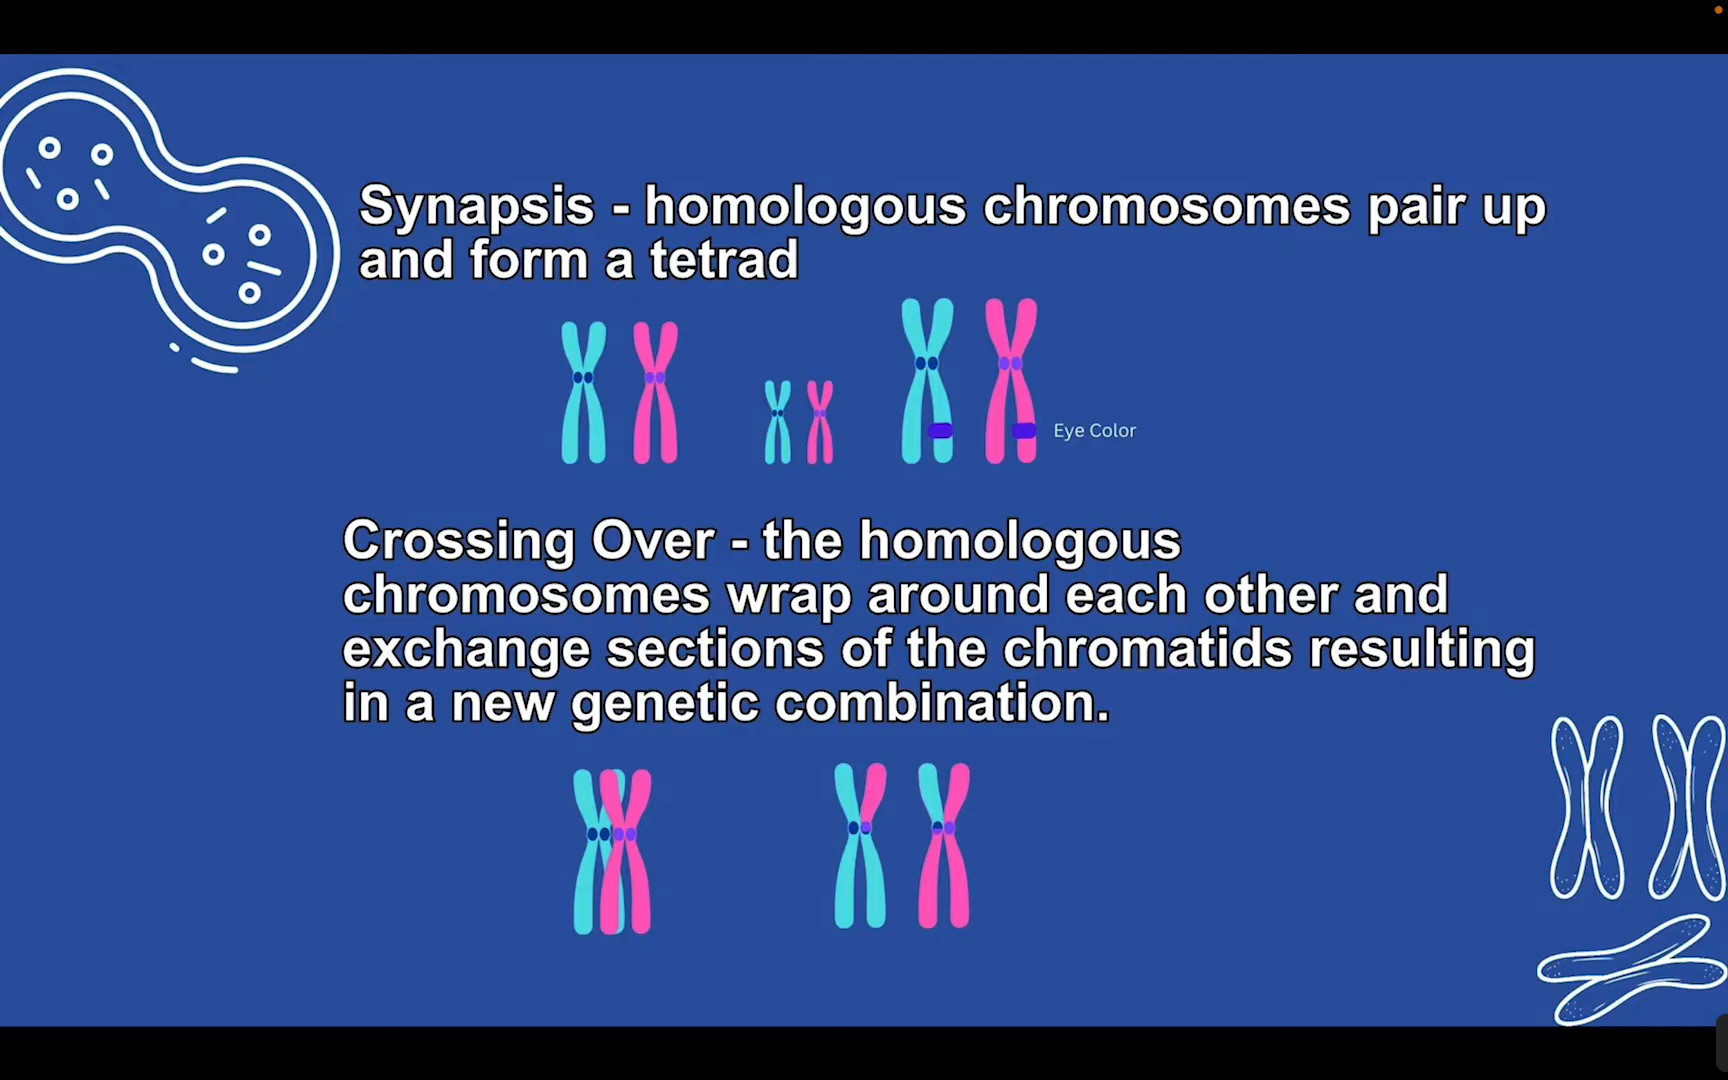 Synapsis - homologous chromosomes pair up
and form a tetrad
Eye Color
Crossing Over - the homologous
chromosomes wrap around each other and
exchange sections of the chromatids resulting
in a new genetic combination.